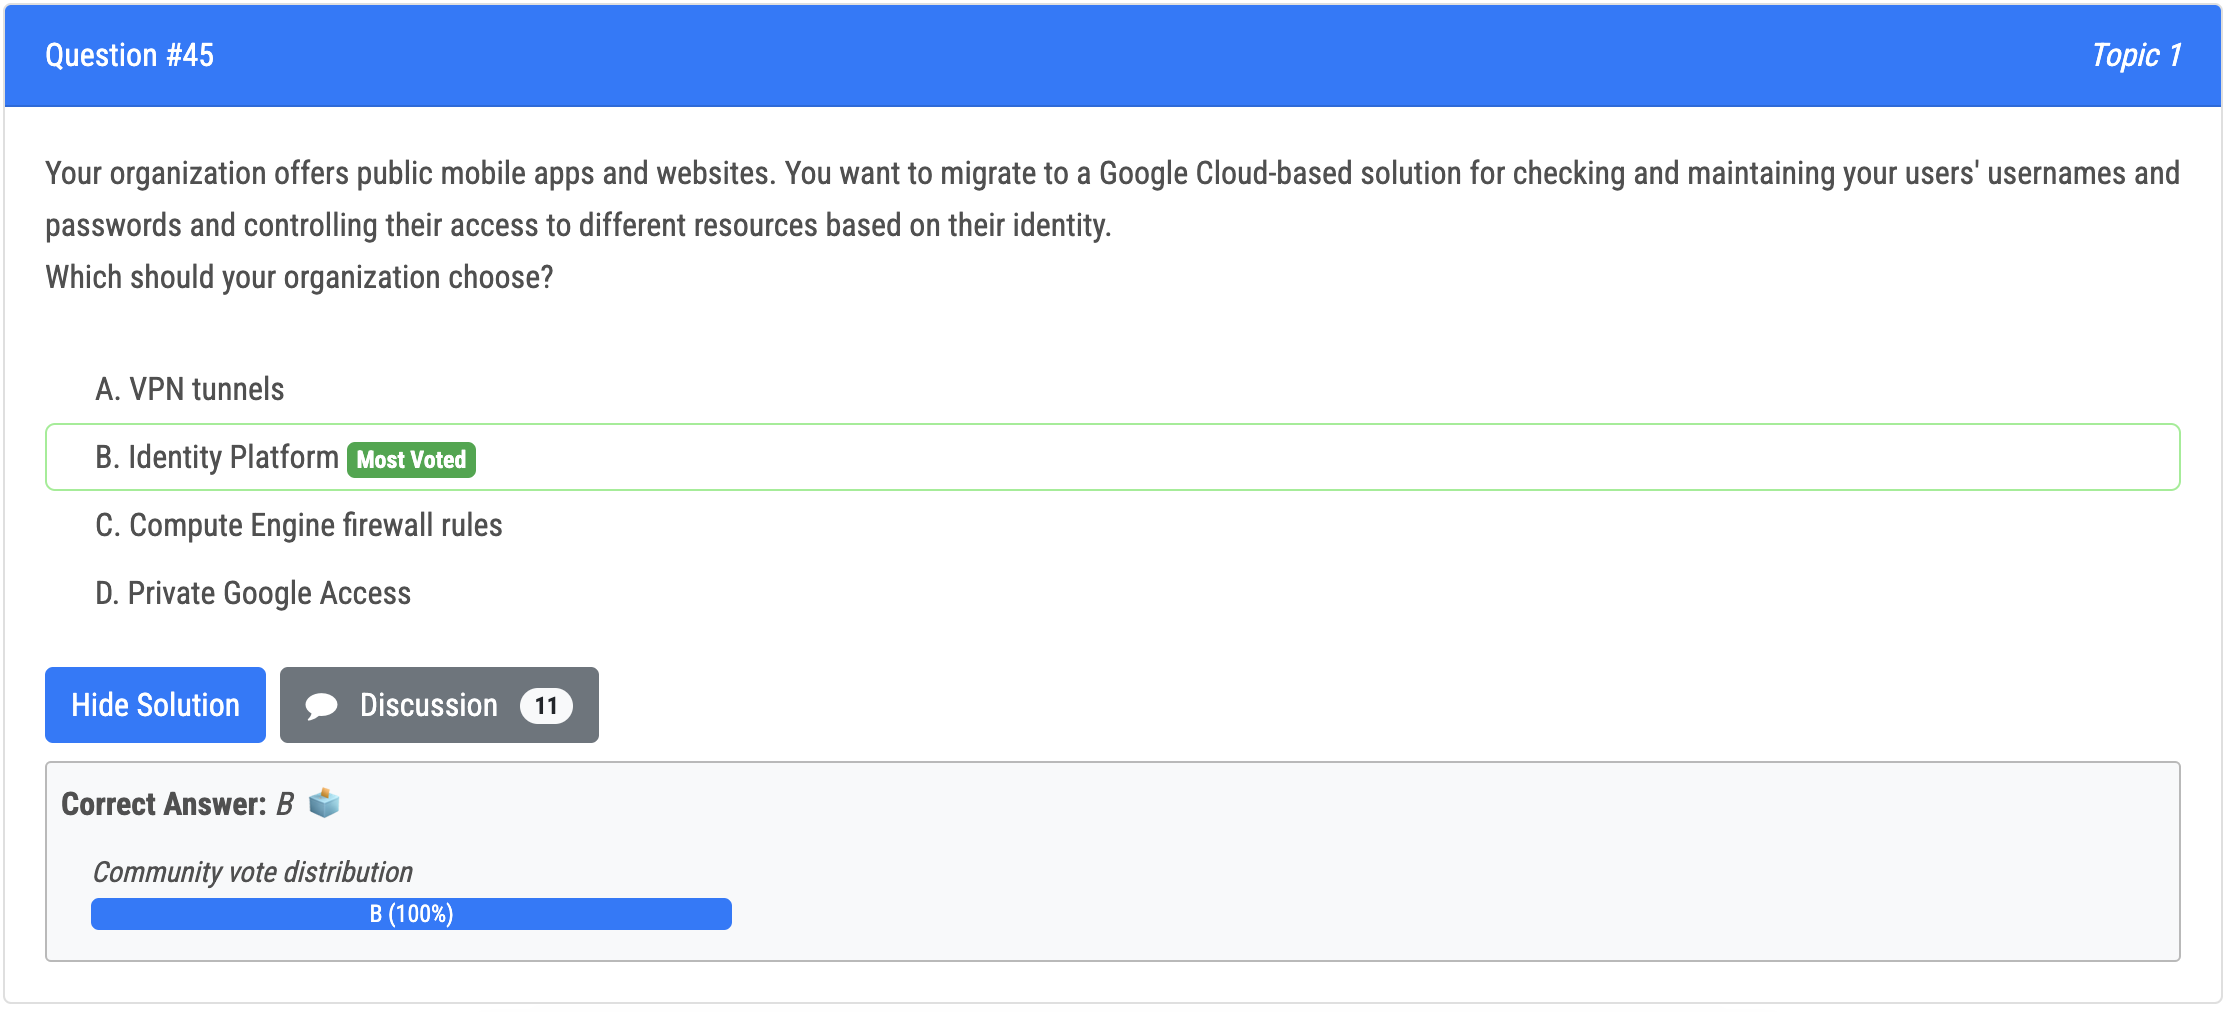 Question #45
Topic 1
Your organization offers public mobile apps and websites. You want to migrate to a Google Cloud-based solution for checking and maintaining your users' usernames and
passwords and controlling their access to different resources based on their identity.
Which should your organization choose?
A. VPN tunnels
B. Identity Platform Most Voted
C. Compute Engine firewall rules
D. Private Google Access
Hide Solution
Discussion 11
Correct Answer: B
Community vote distribution
B (100%)